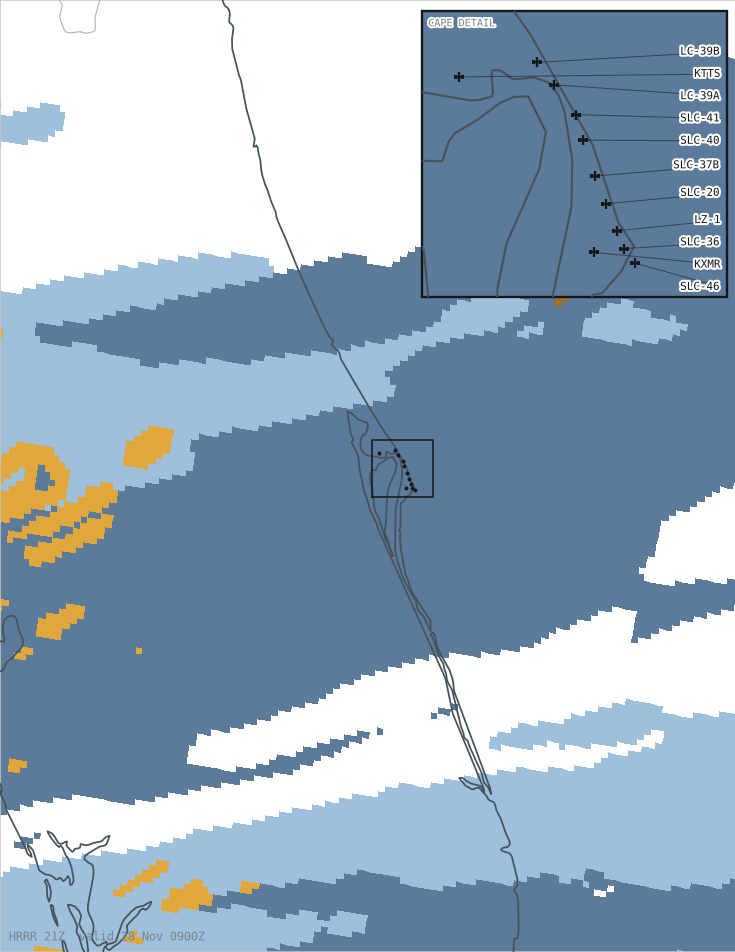 CAPE DETAIL
LC-39B
KTTS
LC-39A
SLC-41
SLC-40
SLC-37B
SLC-20
LZ-1
SLC-36
KXMR
SLC-46
HRRR 21Z valid 28 Nov 0900Z